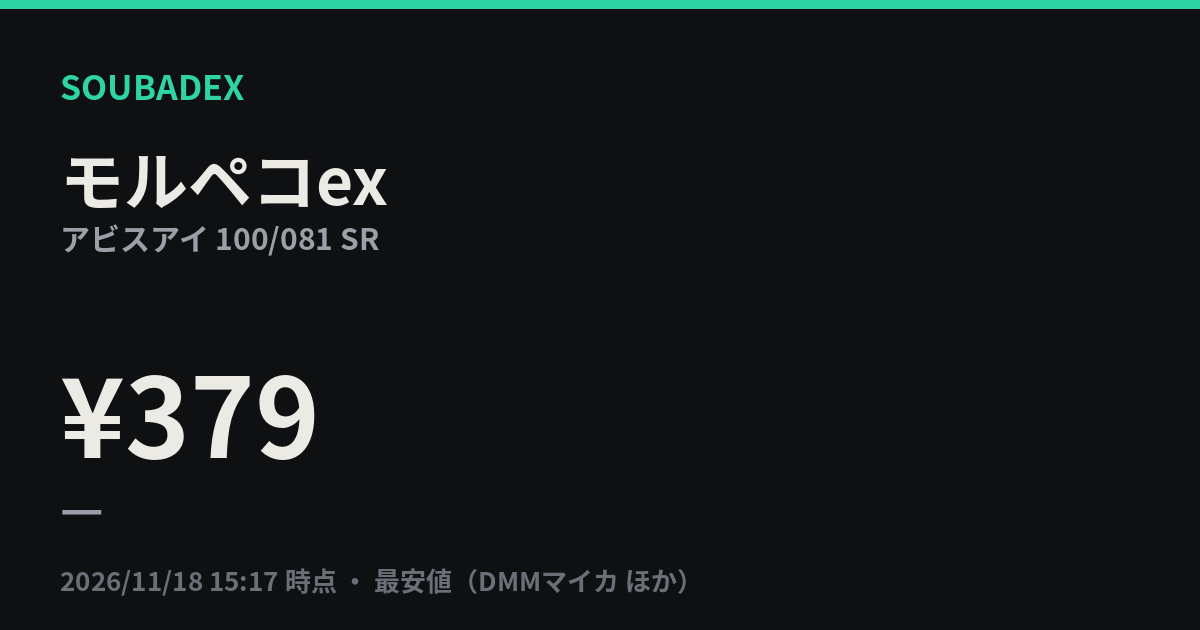 SOUBADEX
モルペコex
アビスアイ 100/081 SR
¥379
—
2026/11/18 15:17 時点 ・ 最安値（DMMマイカ ほか）